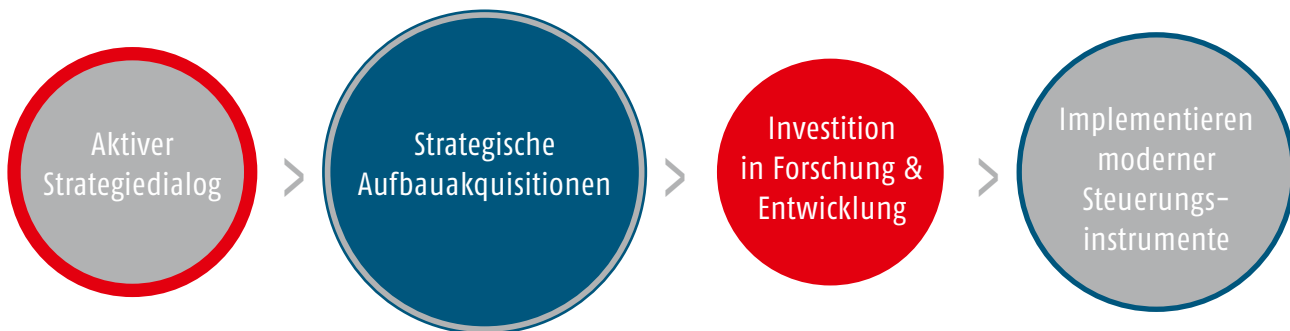 Aktiver
Strategiedialog
>
Strategische
Aufbauakquisitionen
>
Investition
in Forschung &
Entwicklung
>
Implementieren
moderner
Steuerungs-
instrumente